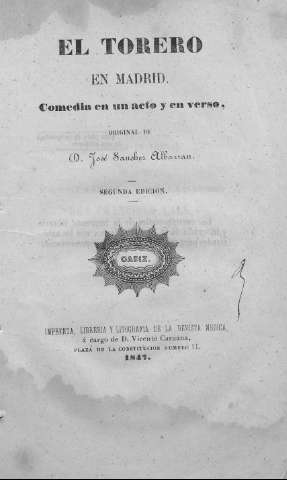 EL TORERO
EN MADRID.
Comedia en un acto y en verso,
ORIGINAL DE
D. José Sanchez Albarran.
SEGUNDA EDICION.
CADIZ.
IMPRENTA, LIBRERIA Y LITOGRAFIA DE LA REVISTA MEDICA,
á cargo de D. Vicente Caruana,
PLAZA DE LA CONSTITUCION NUMERO 11.
1847.